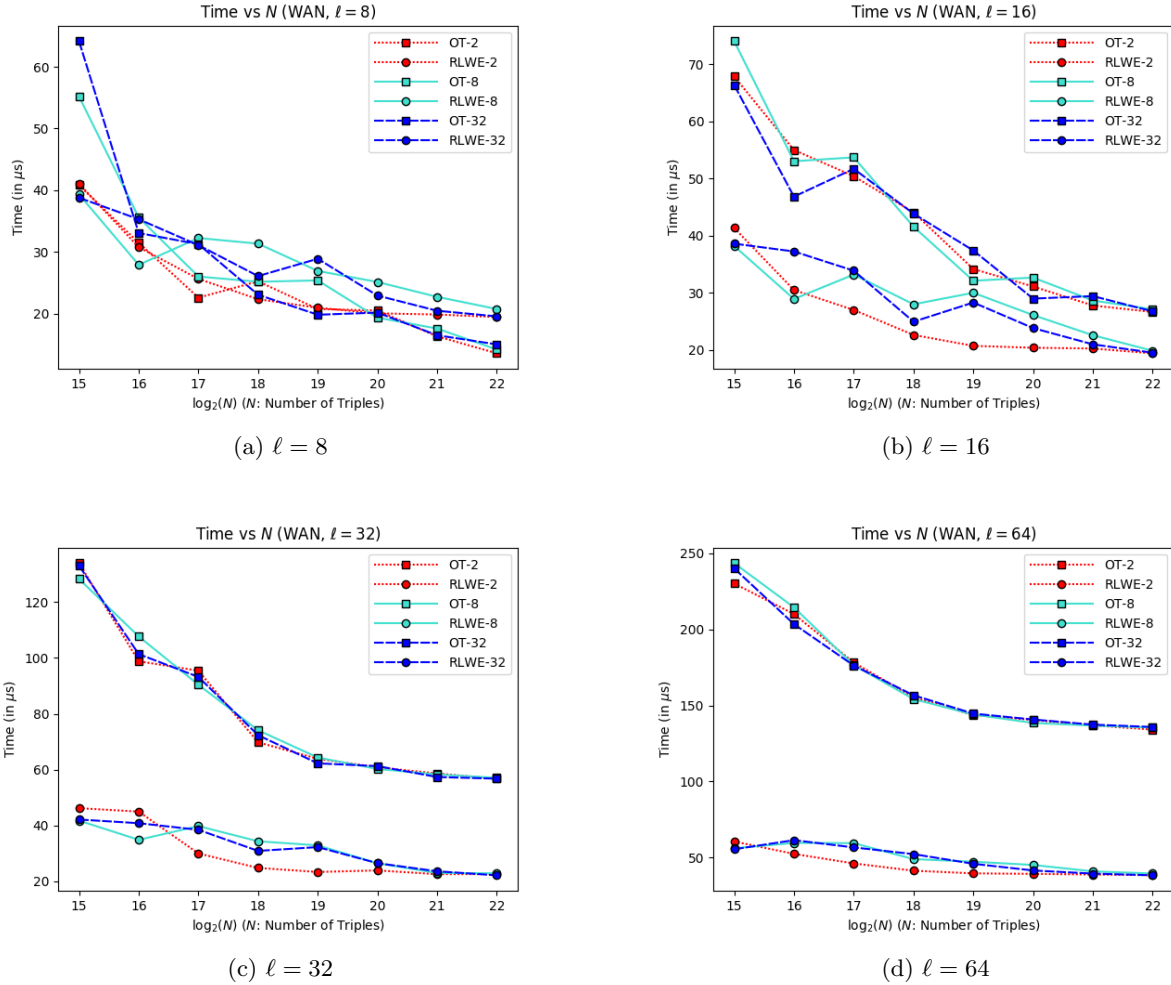 Time vs N (WAN, ℓ = 8)
60
50
40
30
20
Time (in μs)
OT-2
RLWE-2
OT-8
RLWE-8
OT-32
RLWE-32
15 16 17 18 19 20 21 22
log₂(N) (N: Number of Triples)
(a) ℓ = 8
Time vs N (WAN, ℓ = 16)
70
60
50
40
30
20
Time (in μs)
OT-2
RLWE-2
OT-8
RLWE-8
OT-32
RLWE-32
15 16 17 18 19 20 21 22
log₂(N) (N: Number of Triples)
(b) ℓ = 16
Time vs N (WAN, ℓ = 32)
120
100
80
60
40
20
Time (in μs)
OT-2
RLWE-2
OT-8
RLWE-8
OT-32
RLWE-32
15 16 17 18 19 20 21 22
log₂(N) (N: Number of Triples)
(c) ℓ = 32
Time vs N (WAN, ℓ = 64)
250
200
150
100
50
Time (in μs)
OT-2
RLWE-2
OT-8
RLWE-8
OT-32
RLWE-32
15 16 17 18 19 20 21 22
log₂(N) (N: Number of Triples)
(d) ℓ = 64